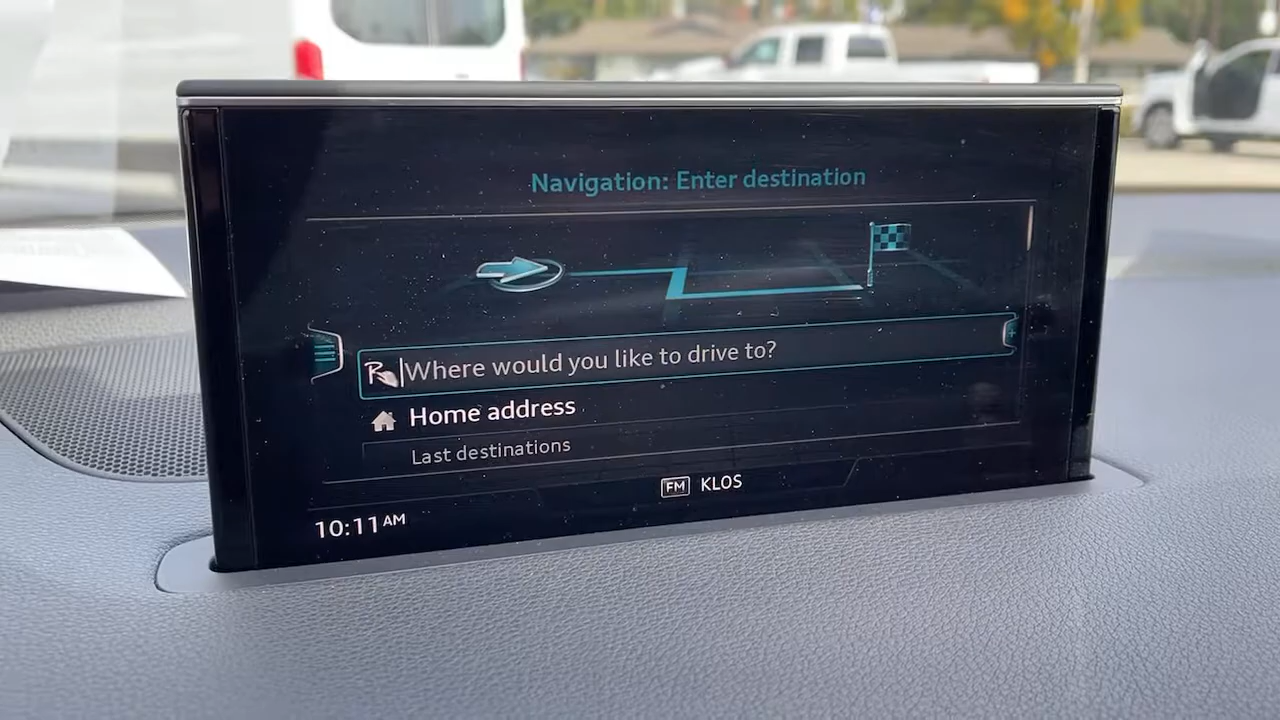 Navigation: Enter destination
Where would you like to drive to?
Home address
Last destinations
FM KLOS
10:11 AM